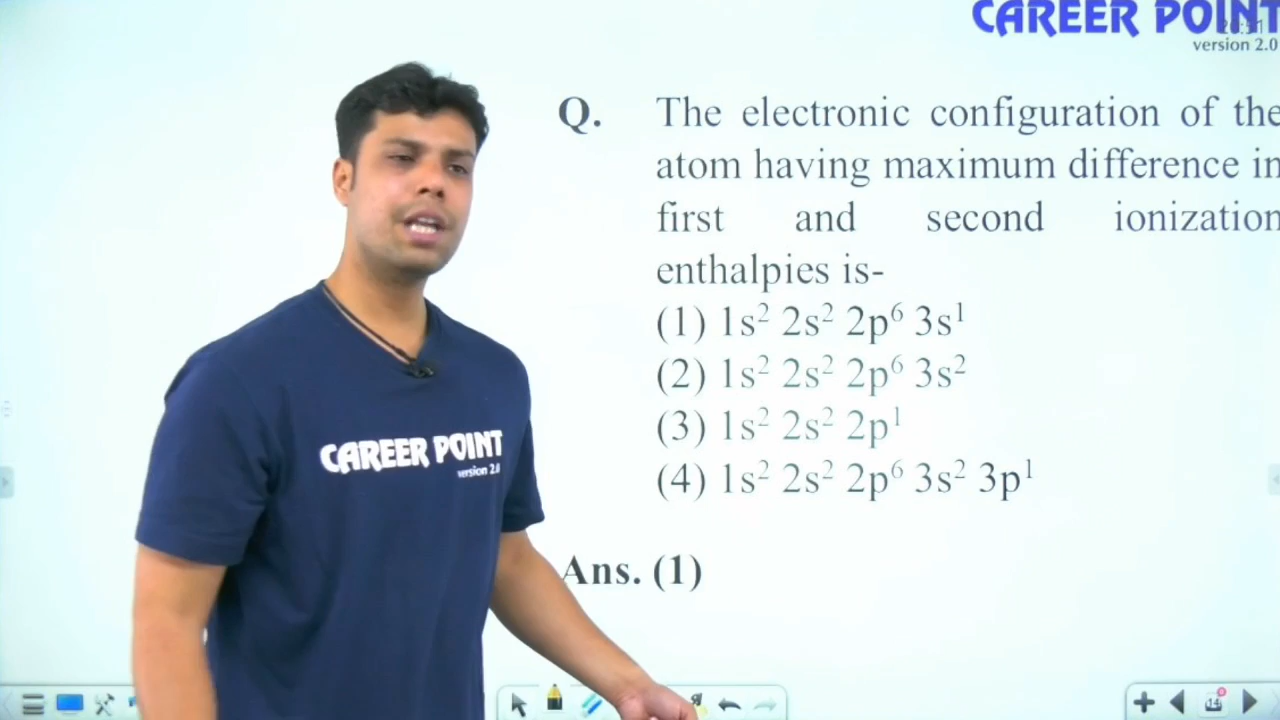 CAREER POINT
version 2.0
Q. The electronic configuration of the
atom having maximum difference in
first and second ionization
enthalpies is-
(1) 1s² 2s² 2p⁶ 3s¹
(2) 1s² 2s² 2p⁶ 3s²
(3) 1s² 2s² 2p¹
(4) 1s² 2s² 2p⁶ 3s² 3p¹
Ans. (1)
CAREER POINT
version 2.0
14